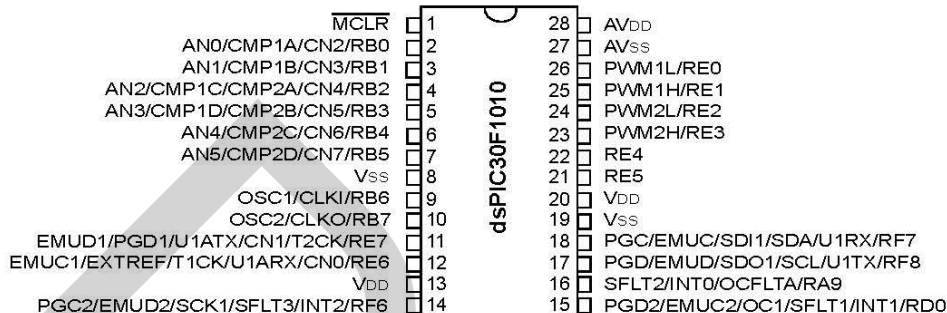 MCLR 1 28 AVDD
AN0/CMP1A/CN2/RB0 2 27 AVSS
AN1/CMP1B/CN3/RB1 3 26 PWM1L/RE0
AN2/CMP1C/CMP2A/CN4/RB2 4 25 PWM1H/RE1
AN3/CMP1D/CMP2B/CN5/RB3 5 24 PWM2L/RE2
AN4/CMP2C/CN6/RB4 6 23 PWM2H/RE3
AN5/CMP2D/CN7/RB5 7 22 RE4
VSS 8 21 RE5
OSC1/CLKI/RB6 9 20 VDD
OSC2/CLKO/RB7 10 19 VSS
EMUD1/PGD1/U1ATX/CN1/T2CK/RE7 11 18 PGC/EMUC/SDI1/SDA/U1RX/RF7
EMUC1/EXTREF/T1CK/U1ARX/CN0/RE6 12 17 PGD/EMUD/SDO1/SCL/U1TX/RF8
VDD 13 16 SFLT2/INT0/OCFLTA/RA9
PGC2/EMUD2/SCK1/SFLT3/INT2/RF6 14 15 PGD2/EMUC2/OC1/SFLT1/INT1/RD0
dsPIC30F1010